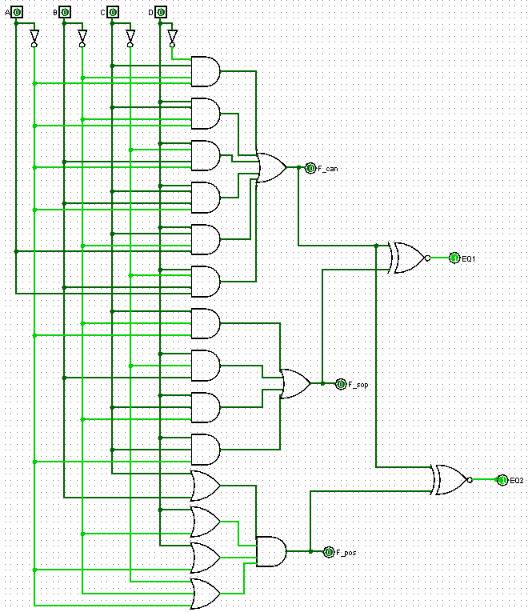 A B C D
F_can
EQ1
F_sop
EQ2
F_pos